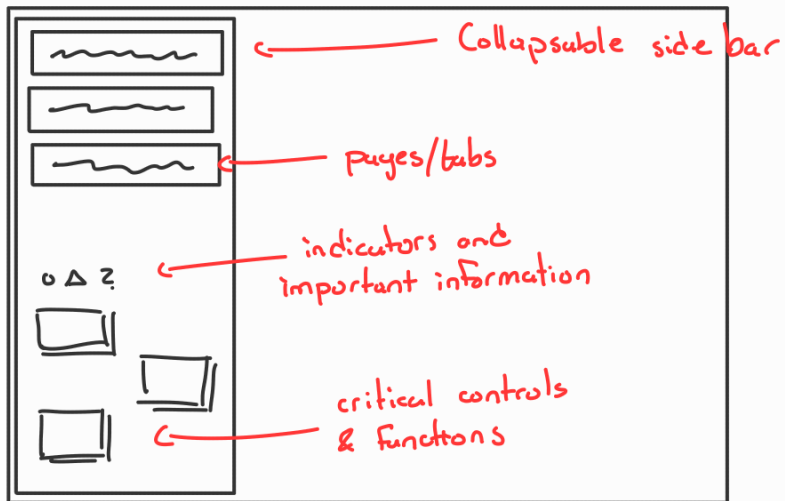 Collapsable side bar
pages/tabs
indicators and
important information
O △ ?
critical controls
& functions